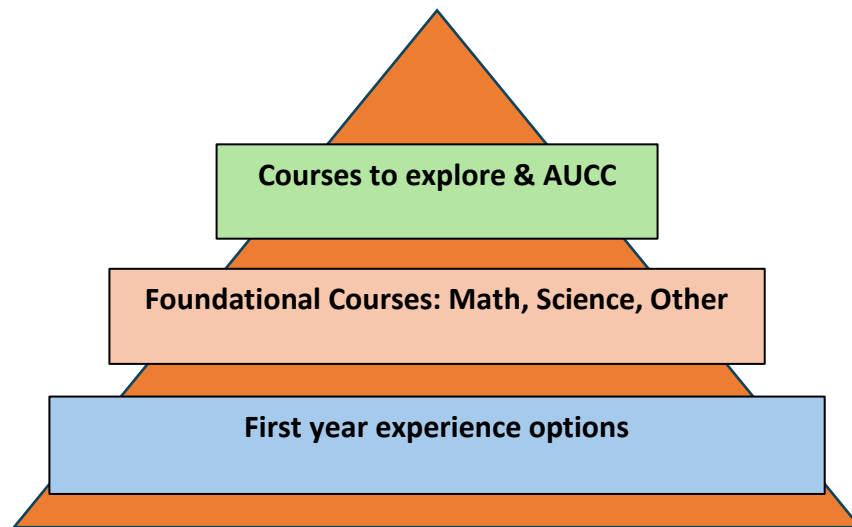 Courses to explore & AUCC
Foundational Courses: Math, Science, Other
First year experience options